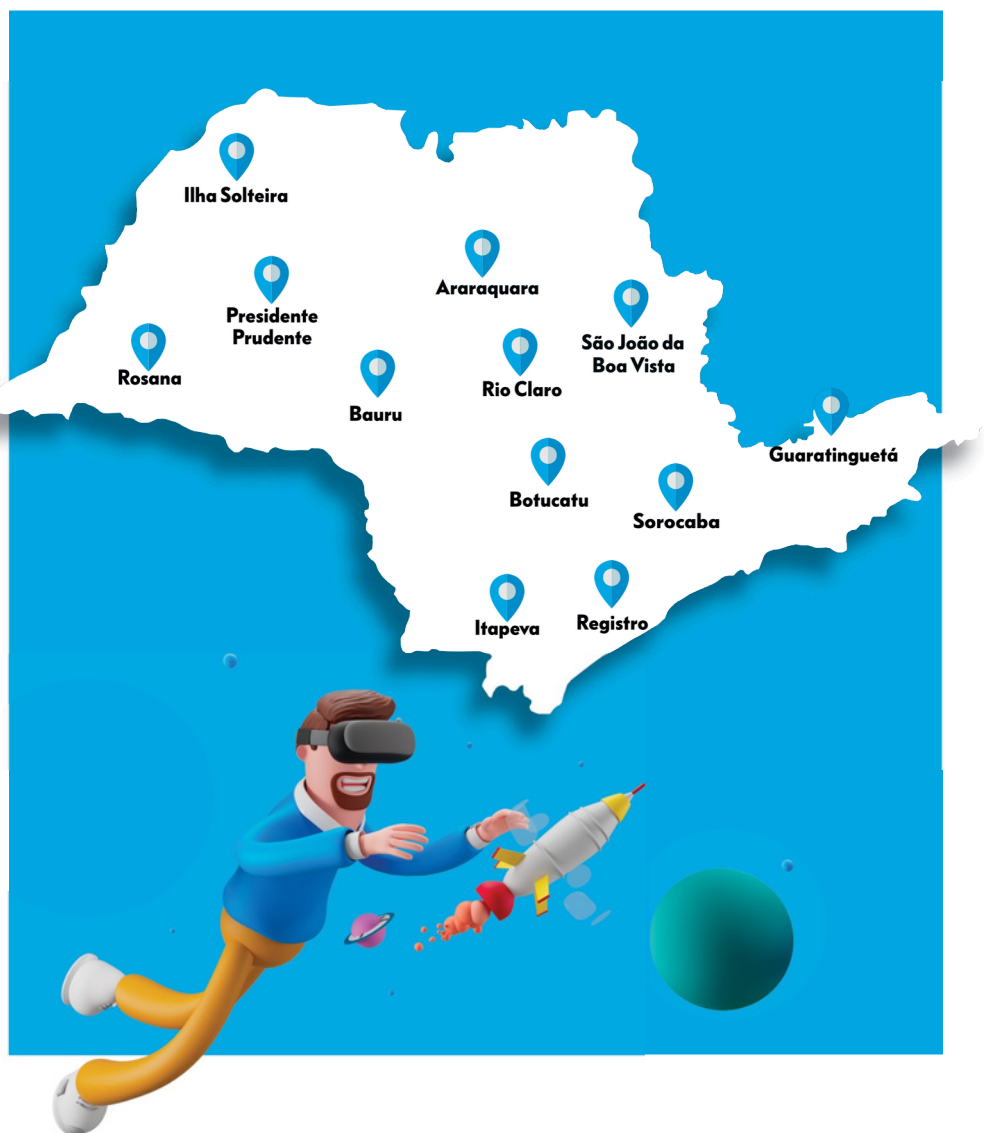 Ilha Solteira
Araraquara
Presidente
Prudente
São João da
Boa Vista
Rosana
Rio Claro
Bauru
Guaratinguetá
Botucatu
Sorocaba
Itapeva
Registro